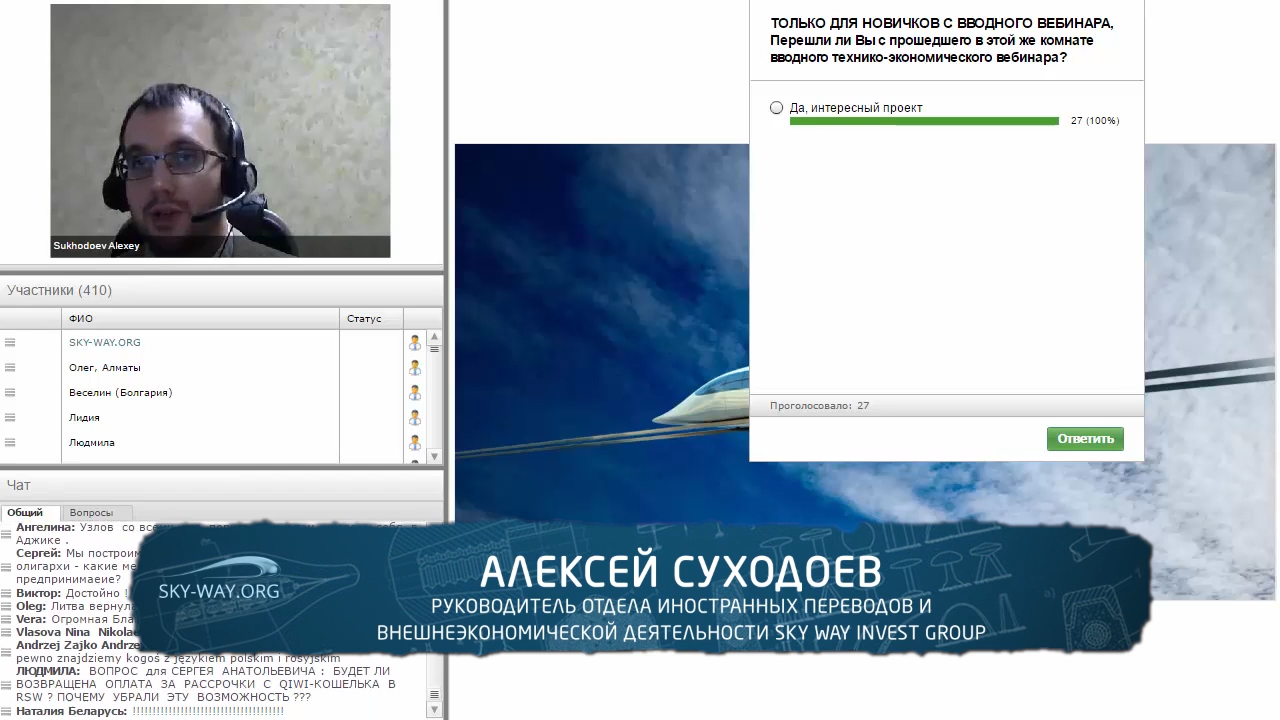 Sukhodoev Alexey
Участники (410)
ФИО Статус
SKY-WAY.ORG
Олег, Алматы
Веселин (Болгария)
Лидия
Людмила
Чат
Общий Вопросы
Ангелина: Узлов со
Аджике .
Сергей: Мы построим
олигархи - какие
предпринимаеие?
Виктор: Достойно !
Oleg: Литва вернула
Vera: Огромная
Vlasova Nina
Andrzej Zajko
pewno znajdziemy kogoś z językiem polskim i rosyjskim
ЛЮДМИЛА: ВОПРОС для СЕРГЕЯ АНАТОЛЬЕВИЧА : БУДЕТ ЛИ
ВОЗВРАЩЕНА ОПЛАТА ЗА РАССРОЧКИ С QIWI-КОШЕЛЬКА В
RSW ? ПОЧЕМУ УБРАЛИ ЭТУ ВОЗМОЖНОСТЬ ???
Наталия Беларусь: !!!!!!!!!!!!!!!!!!!!!!!!!!!!!!!!!!!!!!
ТОЛЬКО ДЛЯ НОВИЧКОВ С ВВОДНОГО ВЕБИНАРА,
Перешли ли Вы с прошедшего в этой же комнате
вводного технико-экономического вебинара?
Да, интересный проект
27 (100%)
Проголосовало: 27
Ответить
SKY-WAY.ORG
АЛЕКСЕЙ СУХОДОЕВ
РУКОВОДИТЕЛЬ ОТДЕЛА ИНОСТРАННЫХ ПЕРЕВОДОВ И
ВНЕШНЕЭКОНОМИЧЕСКОЙ ДЕЯТЕЛЬНОСТИ SKY WAY INVEST GROUP